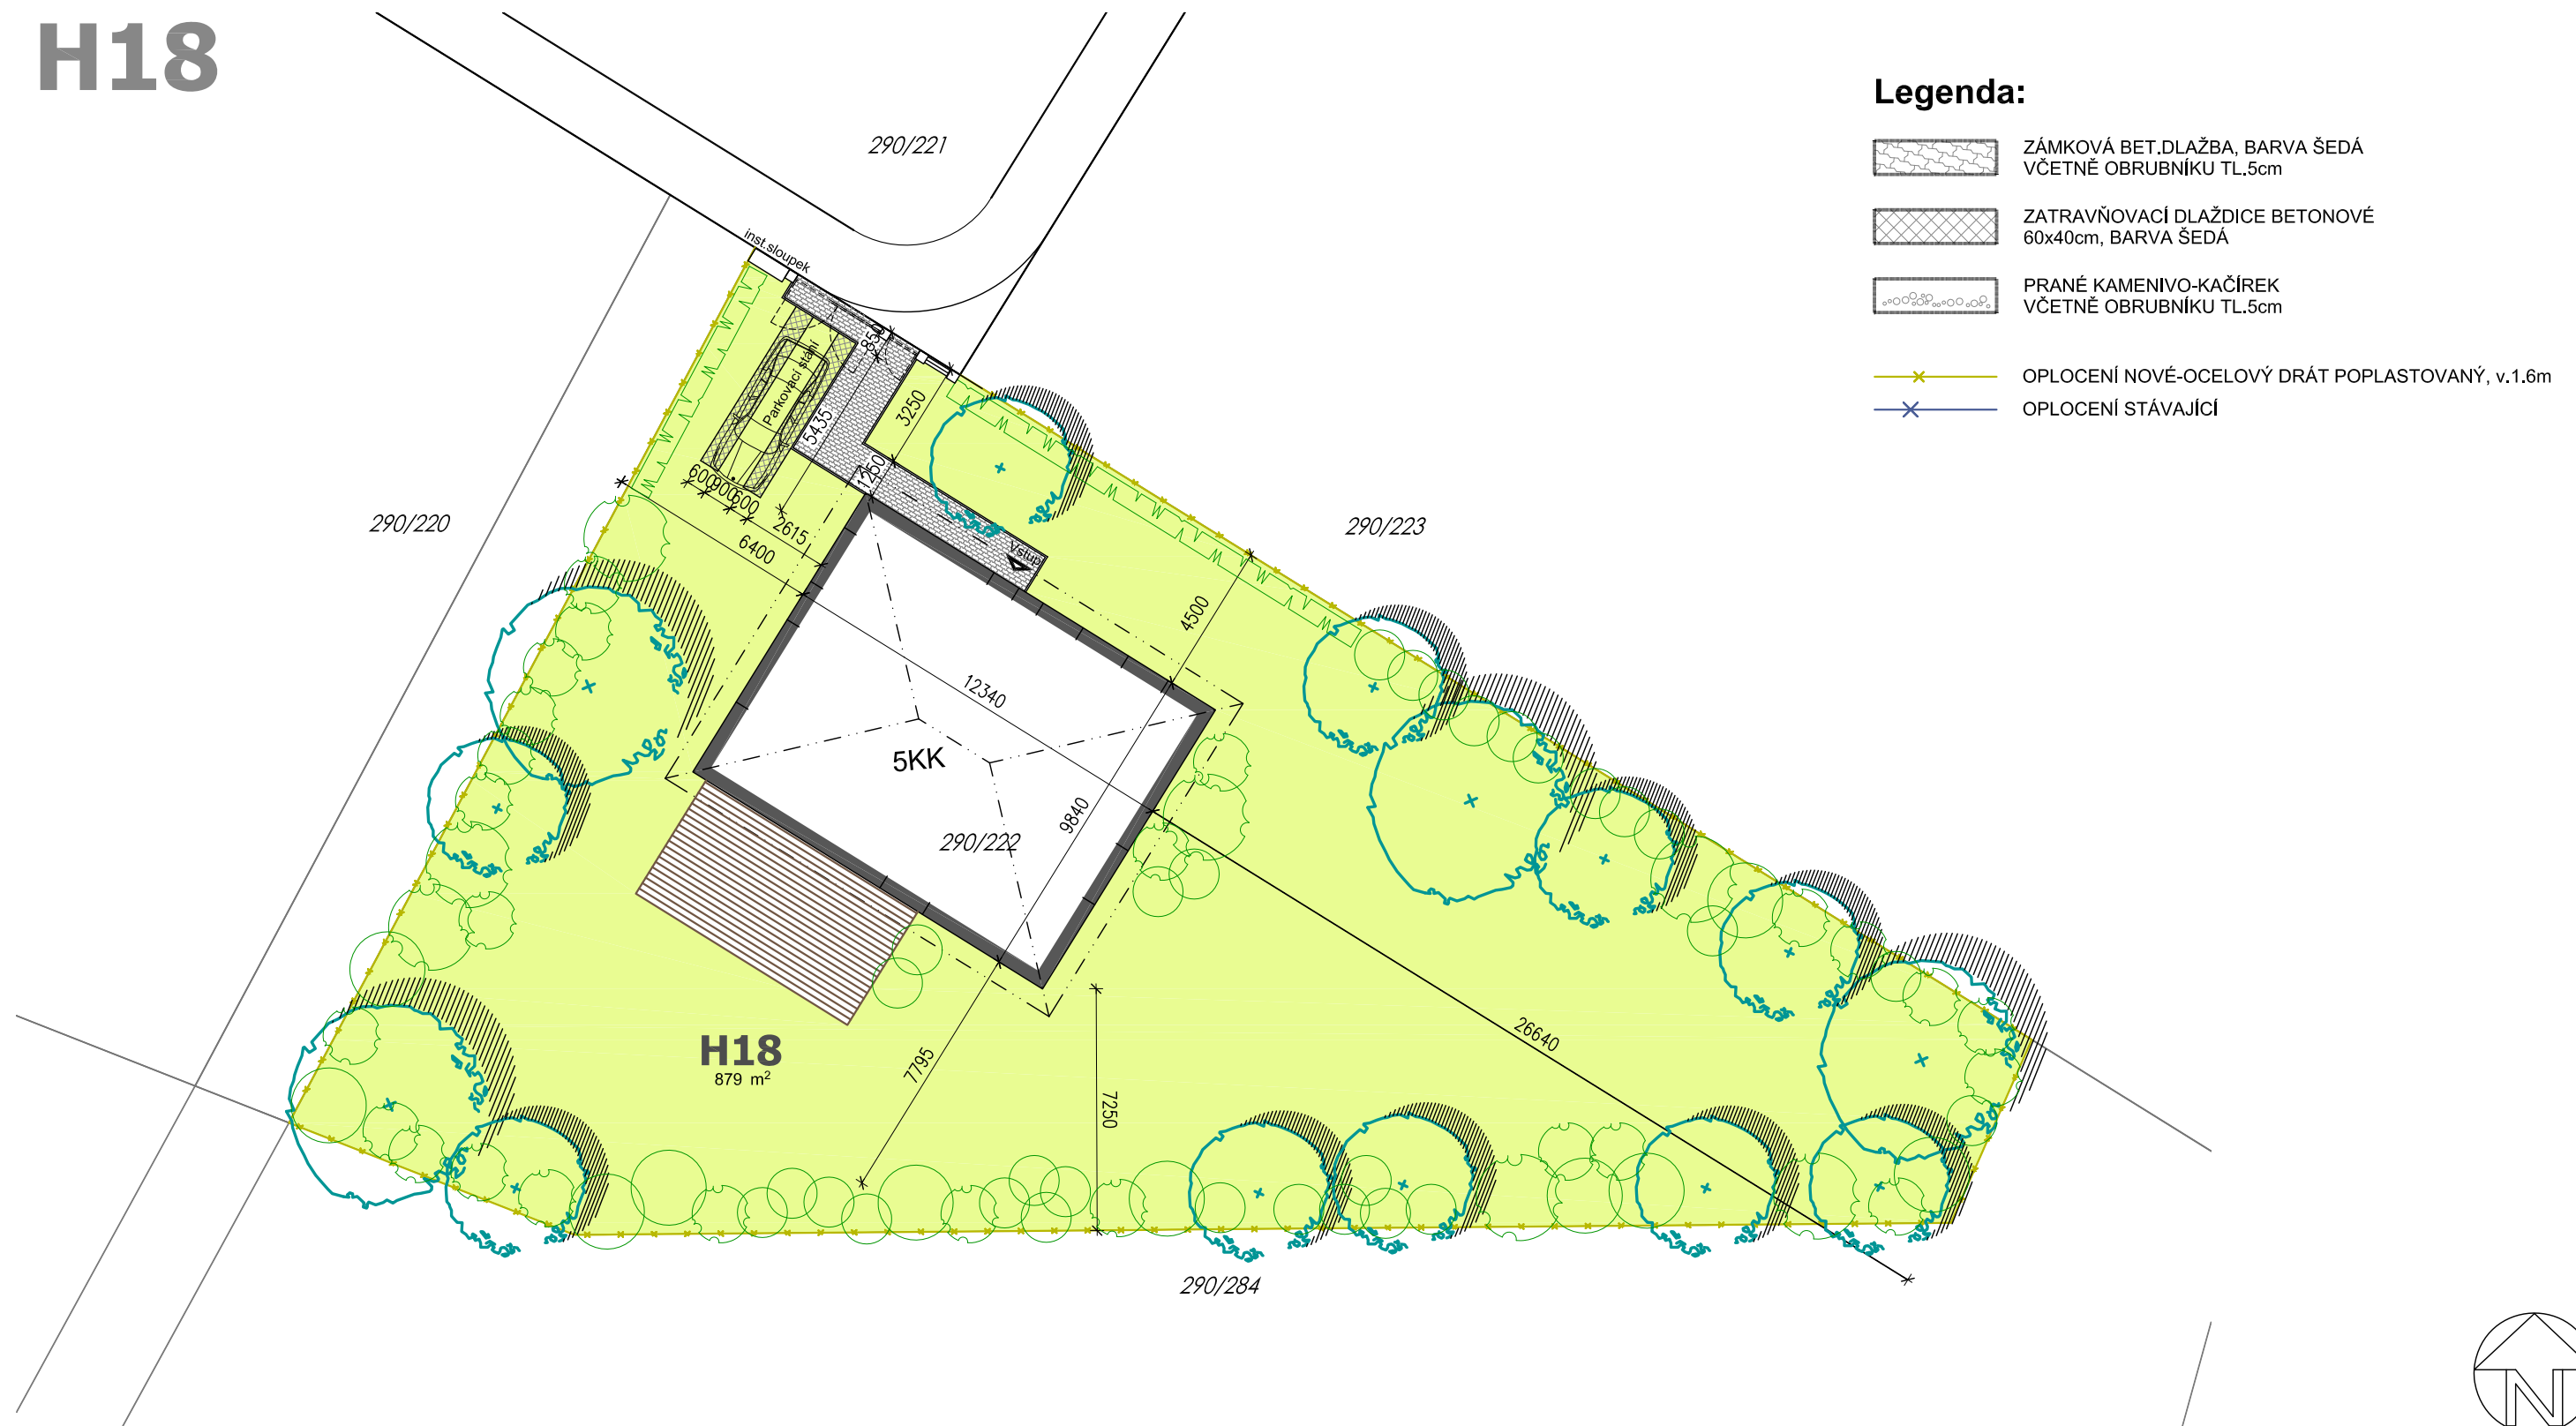 H18
Legenda:
ZÁMKOVÁ BET.DLAŽBA, BARVA ŠEDÁ
VČETNĚ OBRUBNÍKU TL.5cm
ZATRAVŇOVACÍ DLAŽDICE BETONOVÉ
60x40cm, BARVA ŠEDÁ
PRANÉ KAMENIVO-KAČÍREK
VČETNĚ OBRUBNÍKU TL.5cm
OPLOCENÍ NOVÉ-OCELOVÝ DRÁT POPLASTOVANÝ, v.1.6m
OPLOCENÍ STÁVAJÍCÍ
290/221
inst.sloupek
850
Parkovací stání
5435
3250
1250
600
900
600
2615
6400
290/220
290/223
Vstup
4500
12340
5KK
9840
290/222
26640
H18
879 m²
7795
7250
290/284
N